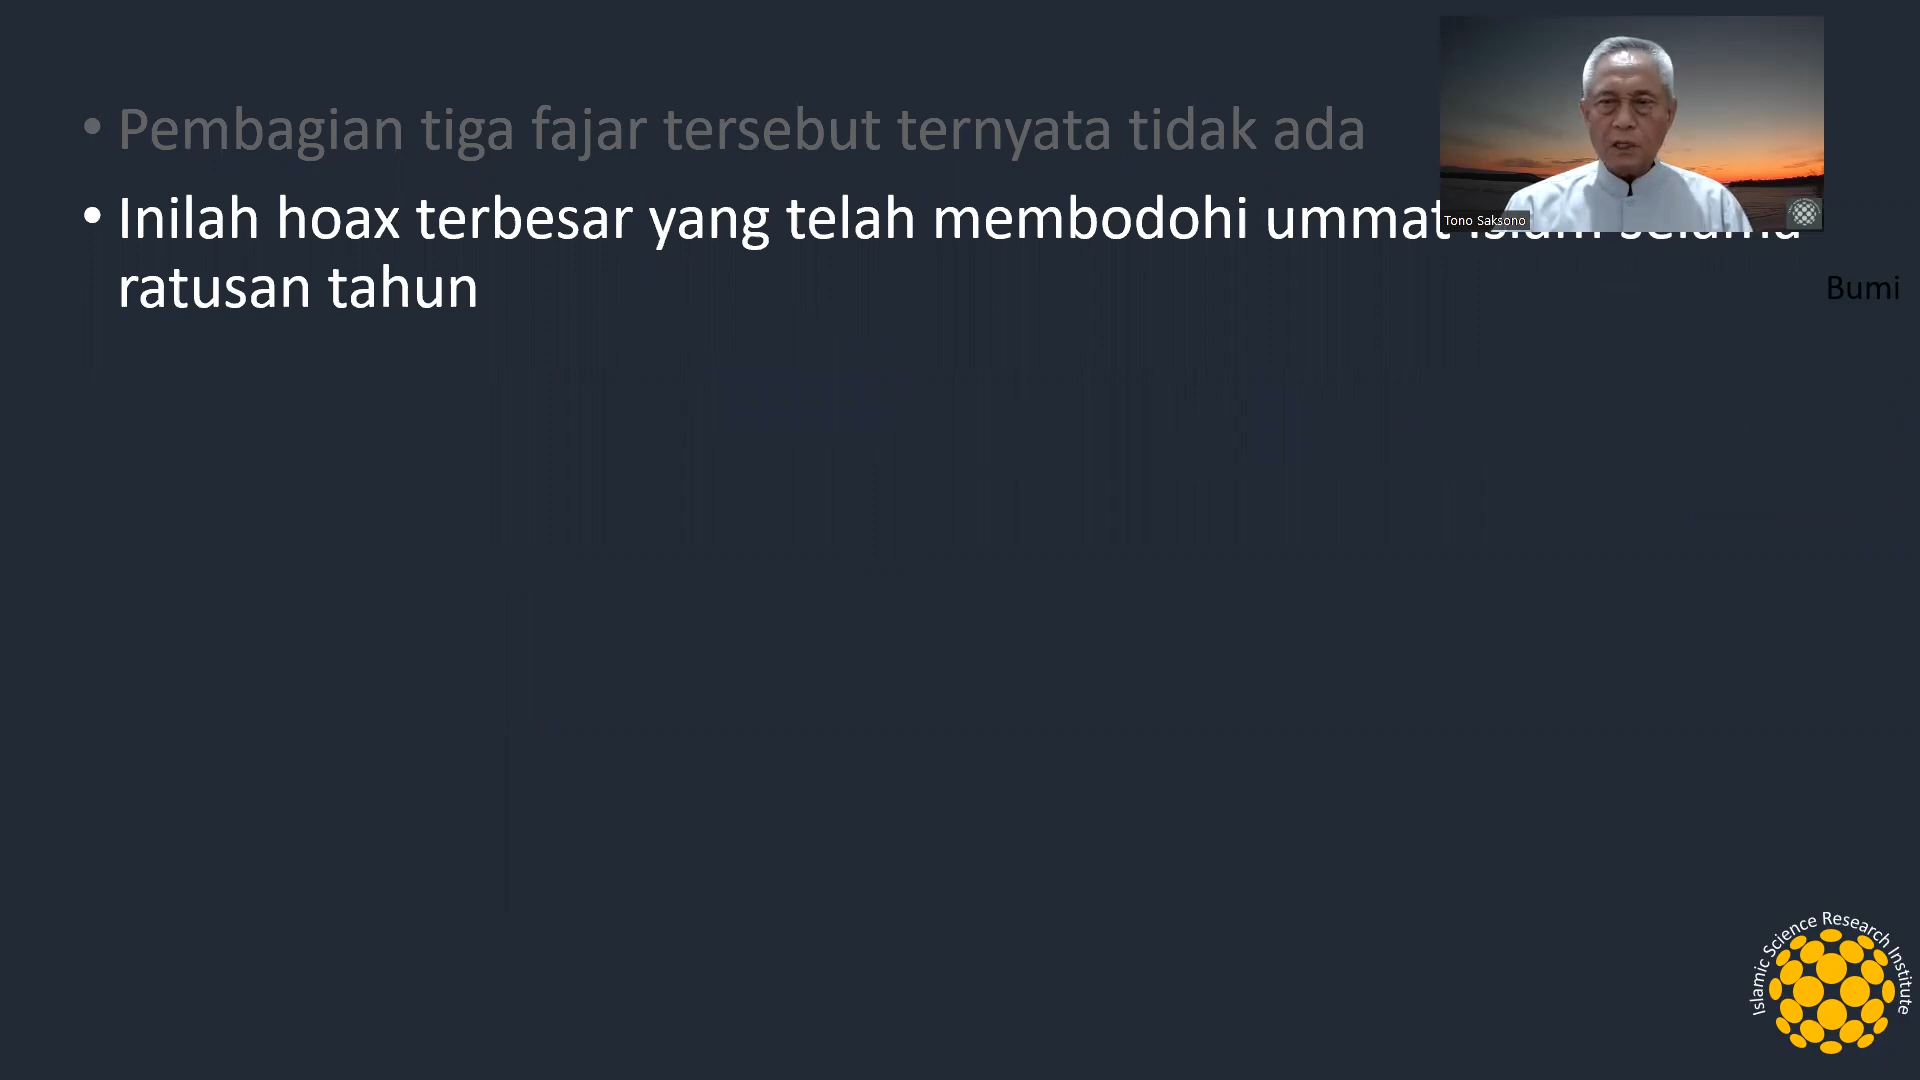 • Pembagian tiga fajar tersebut ternyata tidak ada
• Inilah hoax terbesar yang telah membodohi ummat
ratusan tahun
Tono Saksono
Bumi
Islamic Science Research Institute